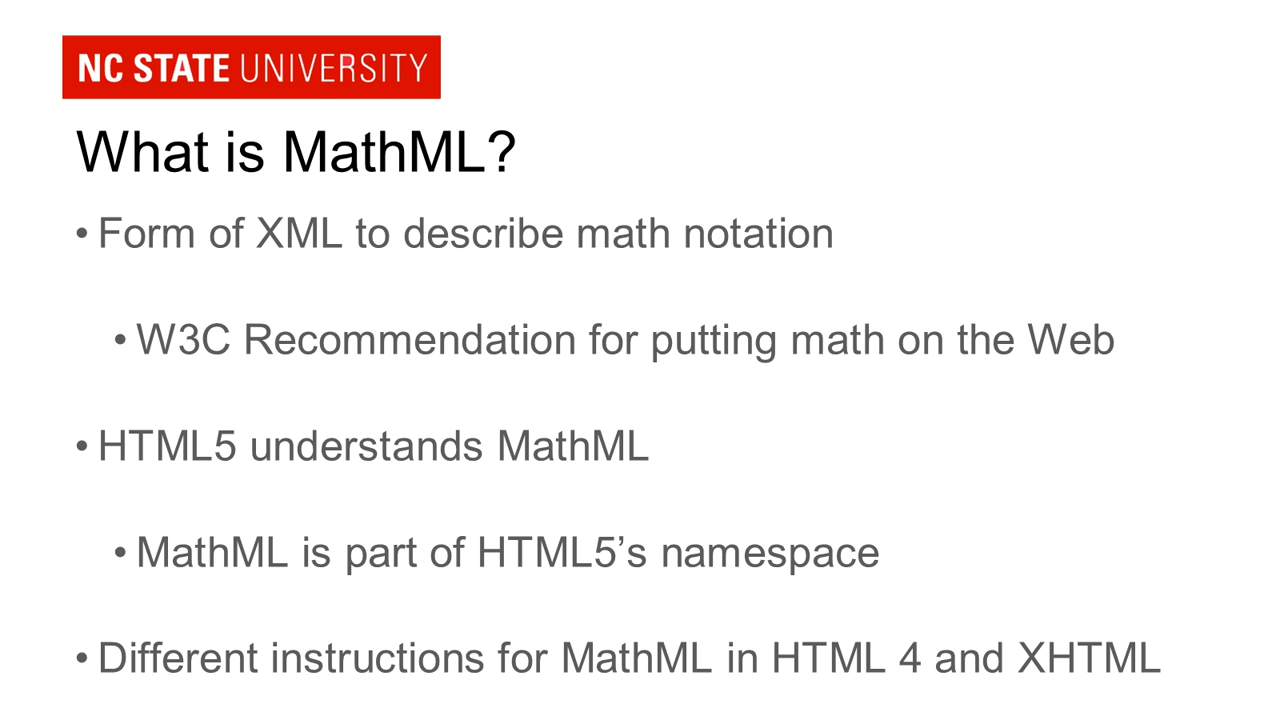 NC STATE UNIVERSITY
What is MathML?
• Form of XML to describe math notation
• W3C Recommendation for putting math on the Web
• HTML5 understands MathML
• MathML is part of HTML5’s namespace
• Different instructions for MathML in HTML 4 and XHTML